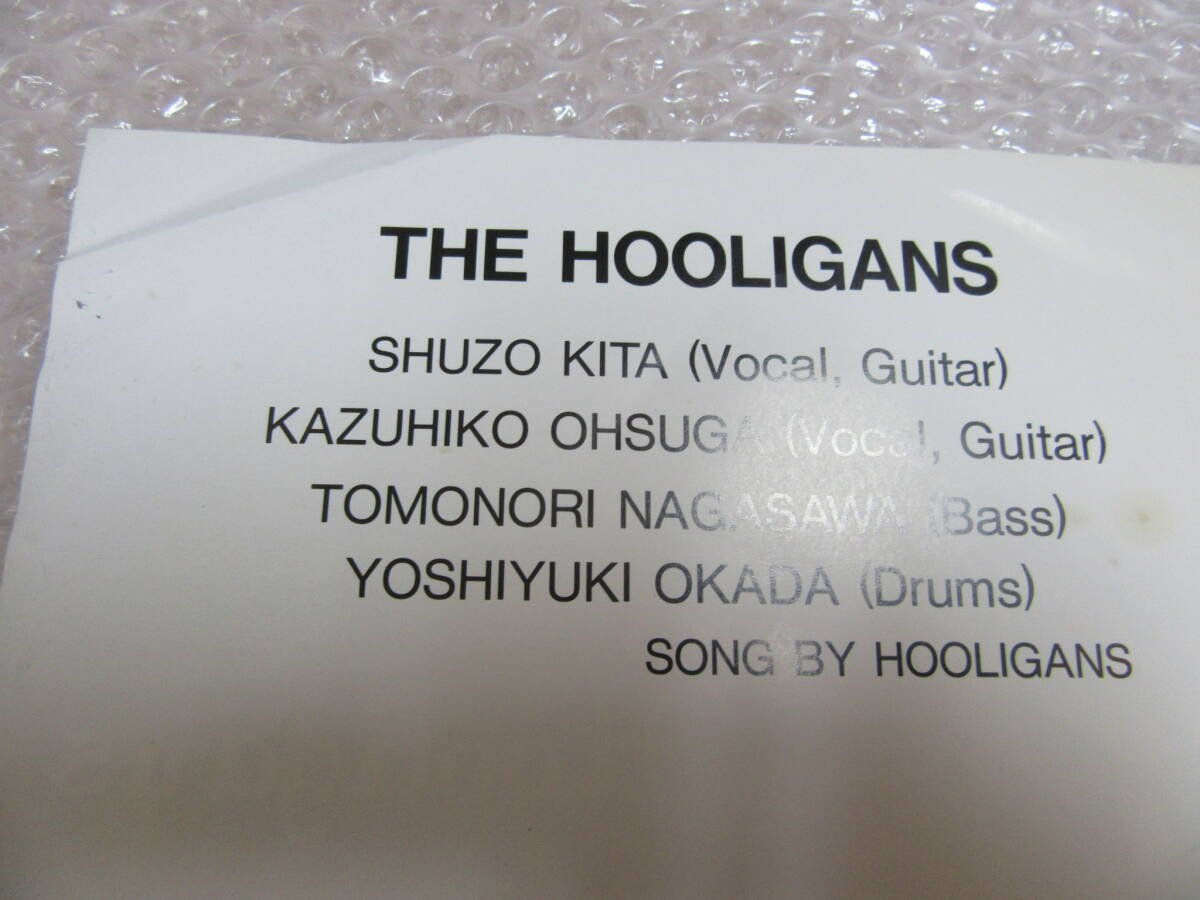 THE HOOLIGANS
SHUZO KITA (Vocal, Guitar)
KAZUHIKO OHSUGA (Vocal, Guitar)
TOMONORI NAGASAWA (Bass)
YOSHIYUKI OKADA (Drums)
SONG BY HOOLIGANS